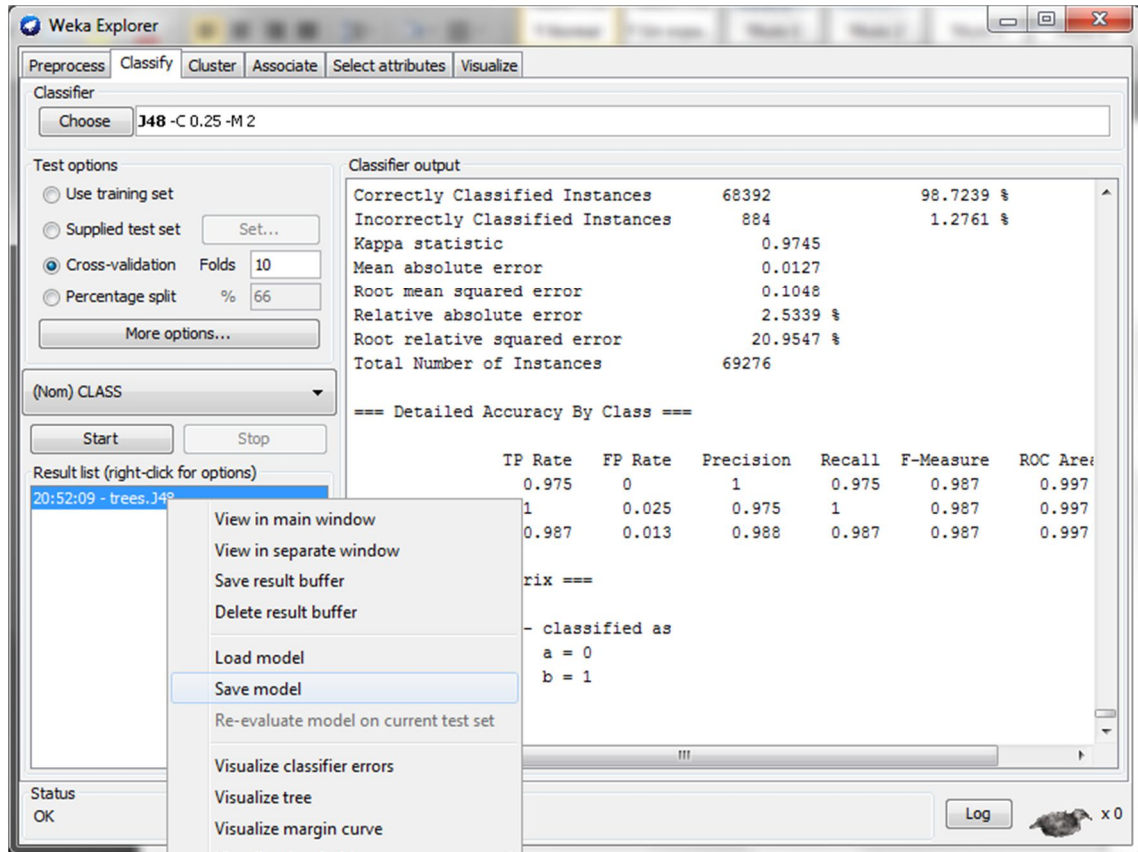 Weka Explorer
Preprocess Classify Cluster Associate Select attributes Visualize
Classifier
Choose J48 -C 0.25 -M 2
Test options
Use training set
Supplied test set Set...
Cross-validation Folds 10
Percentage split % 66
More options...
(Nom) CLASS
Start Stop
Result list (right-click for options)
20:52:09 - trees.J48
Classifier output
Correctly Classified Instances 68392 98.7239 %
Incorrectly Classified Instances 884 1.2761 %
Kappa statistic 0.9745
Mean absolute error 0.0127
Root mean squared error 0.1048
Relative absolute error 2.5339 %
Root relative squared error 20.9547 %
Total Number of Instances 69276
=== Detailed Accuracy By Class ===
TP Rate FP Rate Precision Recall F-Measure ROC Area
0.975 0 1 0.975 0.987 0.997
1 0.025 0.975 1 0.987 0.997
0.987 0.013 0.988 0.987 0.987 0.997
rix ===
- classified as
a = 0
b = 1
View in main window
View in separate window
Save result buffer
Delete result buffer
Load model
Save model
Re-evaluate model on current test set
Visualize classifier errors
Visualize tree
Visualize margin curve
Status
OK
Log x 0